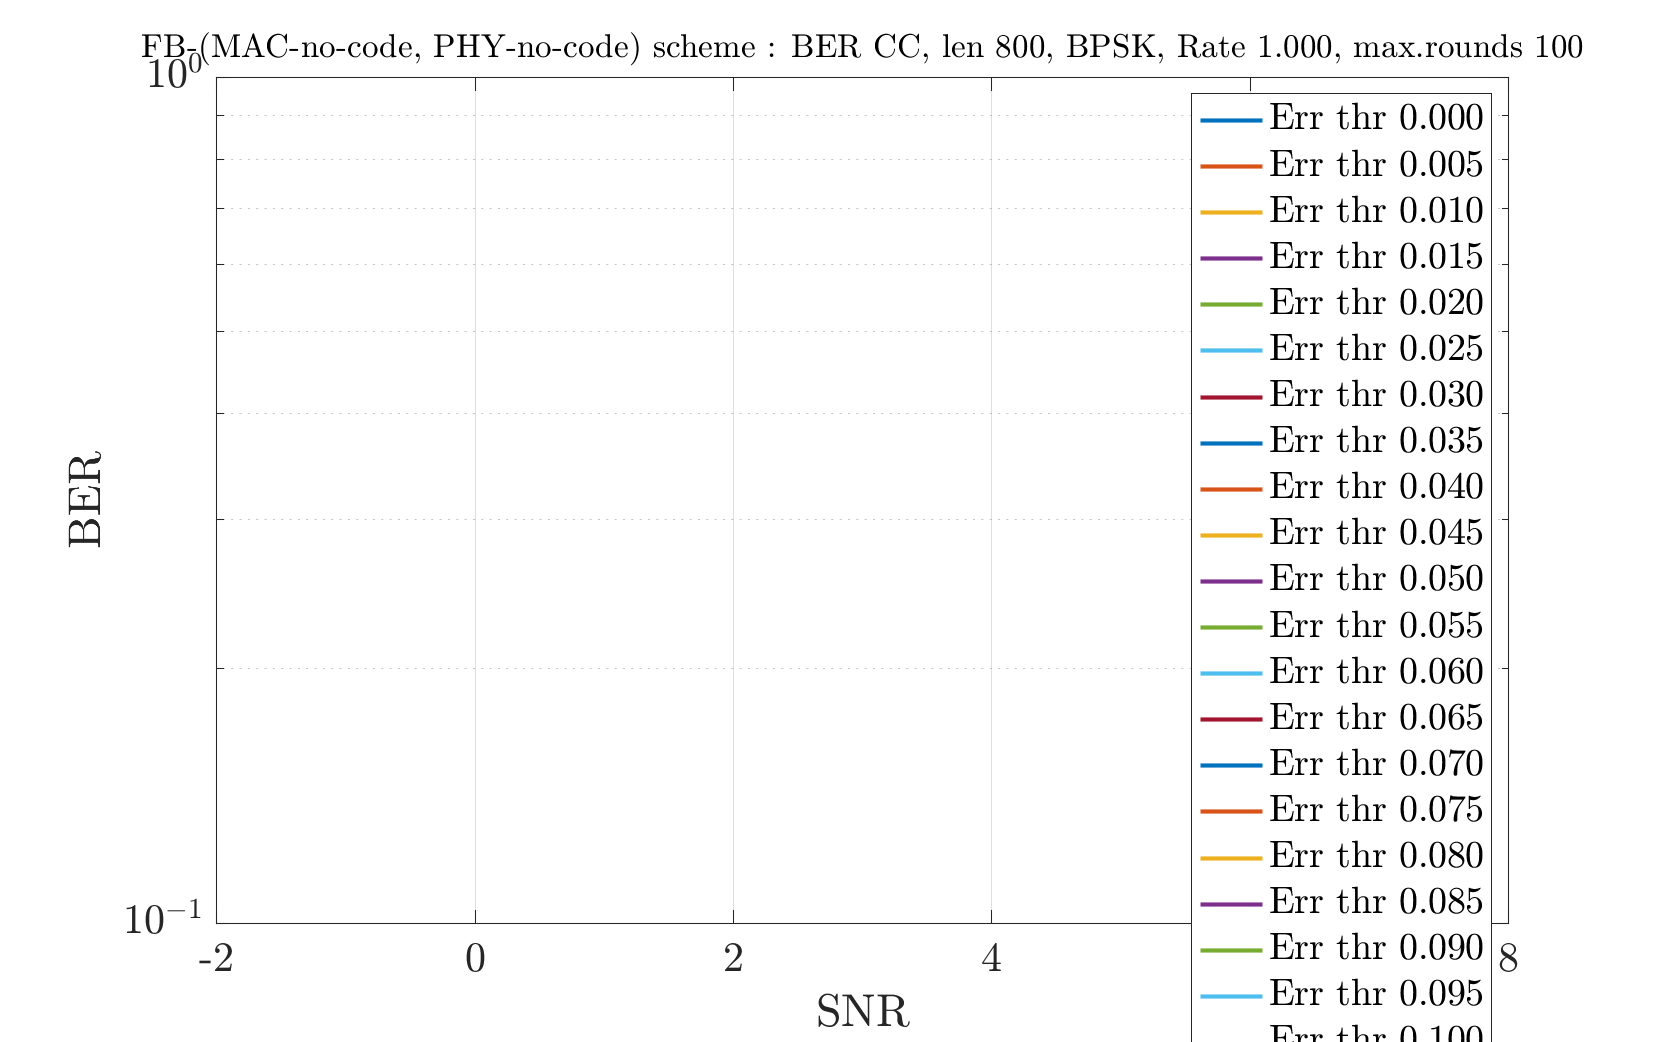 FB-(MAC-no-code, PHY-no-code) scheme : BER CC, len 800, BPSK, Rate 1.000, max.rounds 100
10^0
10^-1
BER
-2 0 2 4 8
SNR
Err thr 0.000
Err thr 0.005
Err thr 0.010
Err thr 0.015
Err thr 0.020
Err thr 0.025
Err thr 0.030
Err thr 0.035
Err thr 0.040
Err thr 0.045
Err thr 0.050
Err thr 0.055
Err thr 0.060
Err thr 0.065
Err thr 0.070
Err thr 0.075
Err thr 0.080
Err thr 0.085
Err thr 0.090
Err thr 0.095
Err thr 0.100